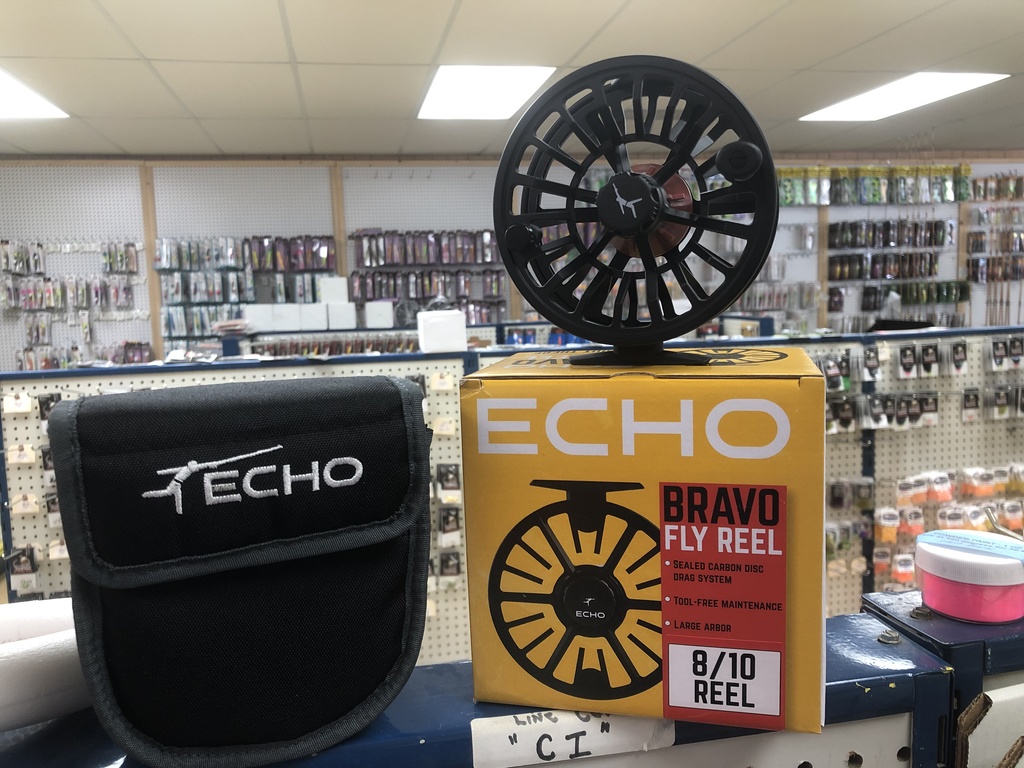 ECHO
ECHO
BRAVO
FLY REEL
• SEALED CARBON DISC
DRAG SYSTEM
• TOOL-FREE MAINTENANCE
• LARGE ARBOR
8/10
REEL
ECHO
LINE
"CI"